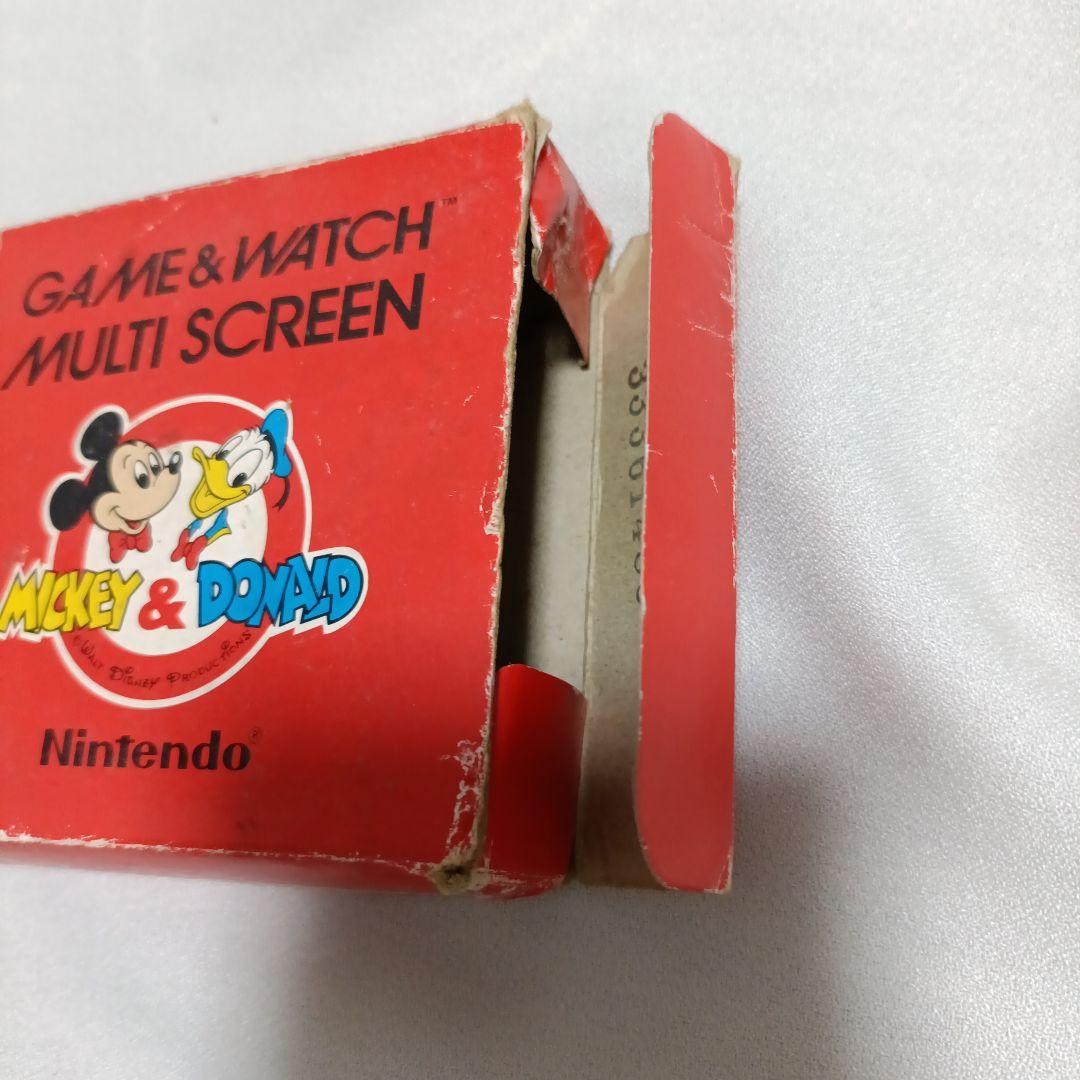 GAME & WATCH™
MULTI SCREEN
MICKEY & DONALD
© WALT DISNEY PRODUCTIONS
Nintendo®